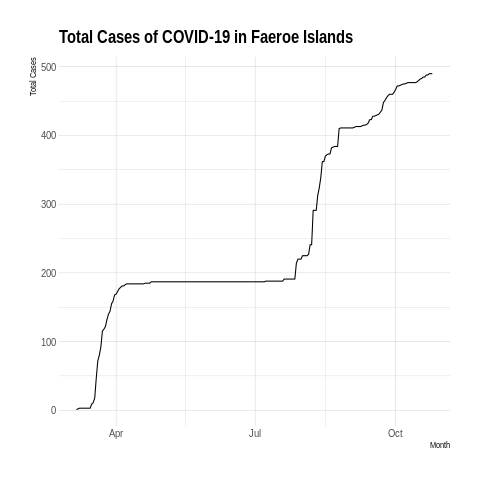 Total Cases of COVID-19 in Faeroe Islands
Total Cases
500
400
300
200
100
0
Apr
Jul
Oct
Month